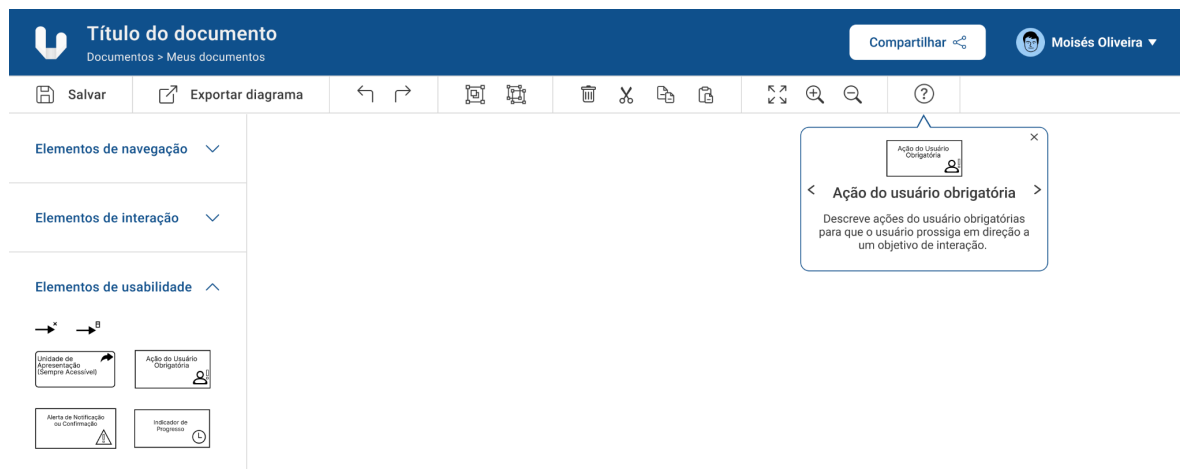 Título do documento
Documentos > Meus documentos
Compartilhar
Moisés Oliveira
Salvar
Exportar diagrama
?
Elementos de navegação
Elementos de interação
Elementos de usabilidade
Unidade de
Apresentação
(Sempre Acessível)
Ação do Usuário
Obrigatória
Alerta de Notificação
ou Confirmação
Indicador de
Progresso
Ação do Usuário
Obrigatória
Ação do usuário obrigatória
Descreve ações do usuário obrigatórias
para que o usuário prossiga em direção a
um objetivo de interação.